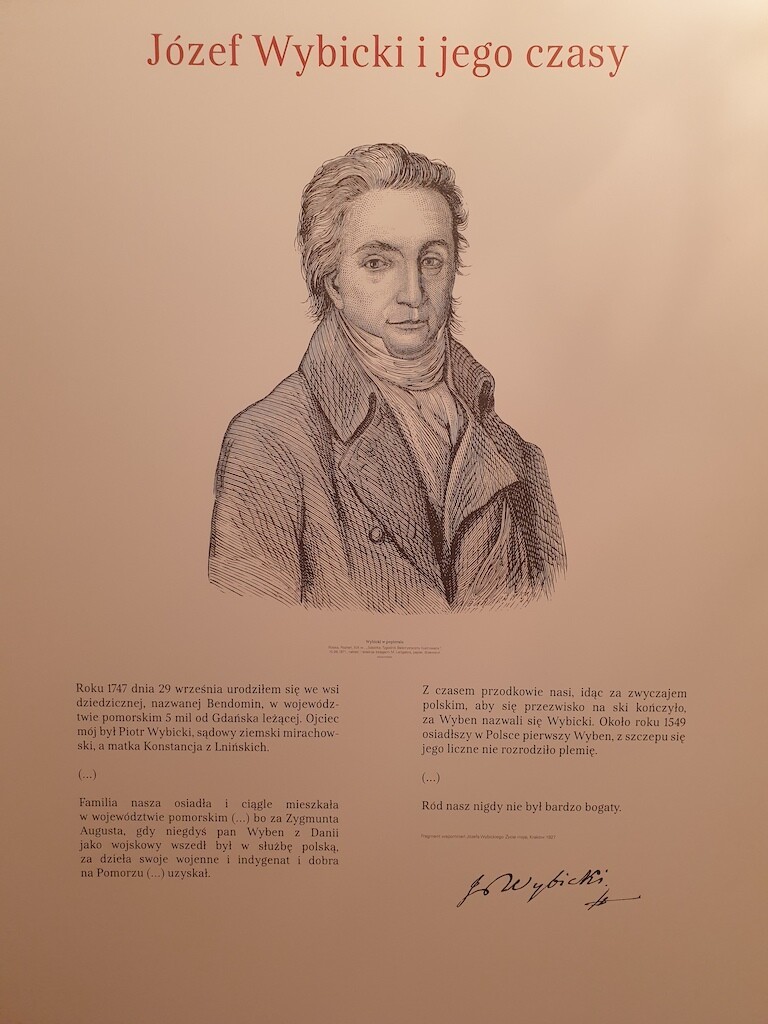 Józef Wybicki i jego czasy
Roku 1747 dnia 29 września urodziłem się we wsi
dziedzicznej, nazwanej Bendomin, w wojewódz-
twie pomorskim 5 mil od Gdańska leżącej. Ojciec
mój był Piotr Wybicki, sądowy ziemski mirachow-
ski, a matka Konstancja z Lnińskich.
(...)
Familia nasza osiadła i ciągle mieszkała
w województwie pomorskim (...) bo za Zygmunta
Augusta, gdy niegdyś pan Wyben z Danii
jako wojskowy wszedł był w służbę polską,
za dzieła swoje wojenne i indygenat i dobra
na Pomorzu (...) uzyskał.
Z czasem przodkowie nasi, idąc za zwyczajem
polskim, aby się przezwisko na ski kończyło,
za Wyben nazwali się Wybicki. Około roku 1549
osiadłszy w Polsce pierwszy Wyben, z szczepu się
jego liczne nie rozrodziło plemię.
(...)
Ród nasz nigdy nie był bardzo bogaty.
Wybicki